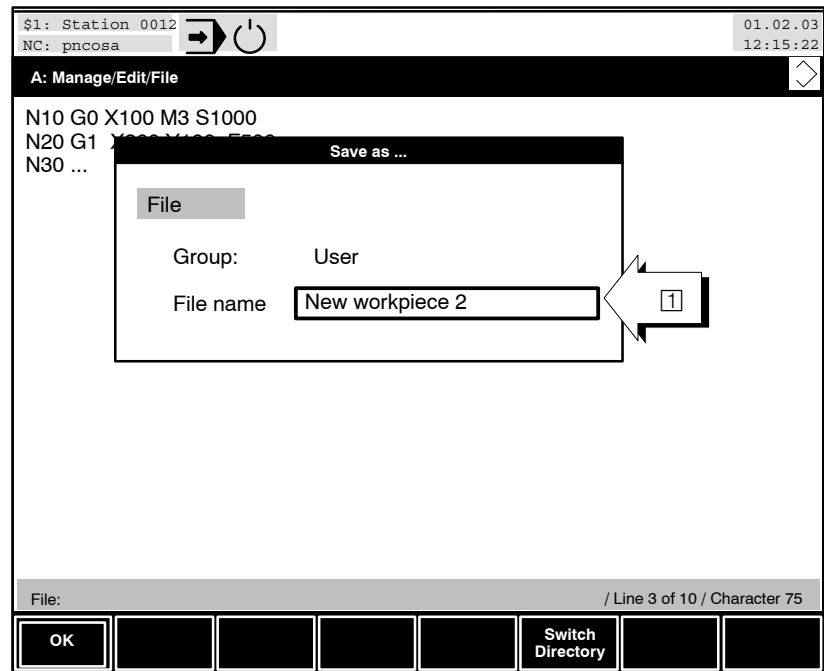 $1: Station 0012
NC: pncosa
01.02.03
12:15:22
A: Manage/Edit/File
N10 G0 X100 M3 S1000
N20 G1
N30 ...
Save as ...
File
Group: User
File name New workpiece 2
1
File: / Line 3 of 10 / Character 75
OK
Switch
Directory